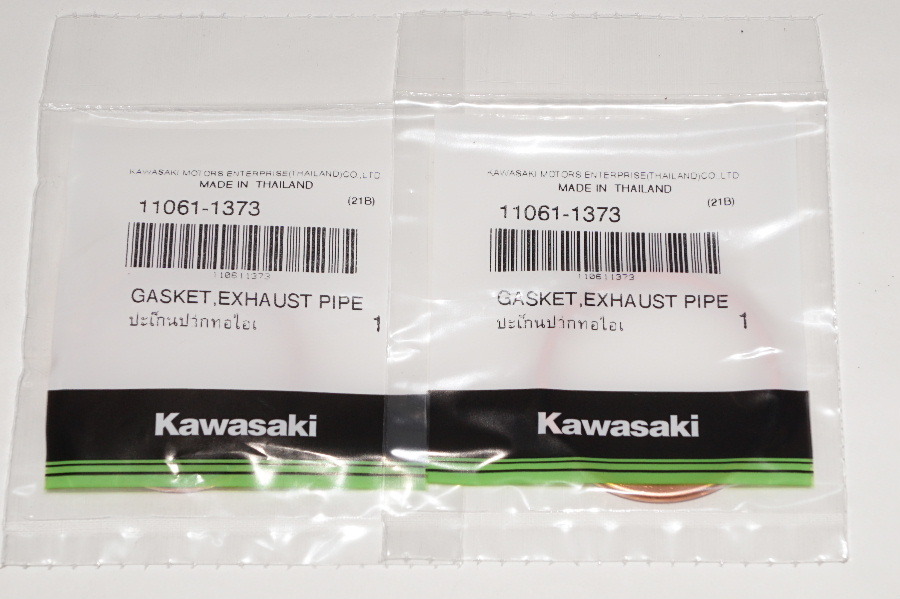 KAWASAKI MOTORS ENTERPRISE(THAILAND)CO.,LTD
MADE IN THAILAND
11061-1373 (21B)
110611373
GASKET,EXHAUST PIPE
ปะเก็นปากทอไอเ 1
Kawasaki
KAWASAKI MOTORS ENTERPRISE(THAILAND)CO.,LTD
MADE IN THAILAND
11061-1373 (21B)
110611373
GASKET,EXHAUST PIPE
ปะเก็นปากทอไอเ 1
Kawasaki